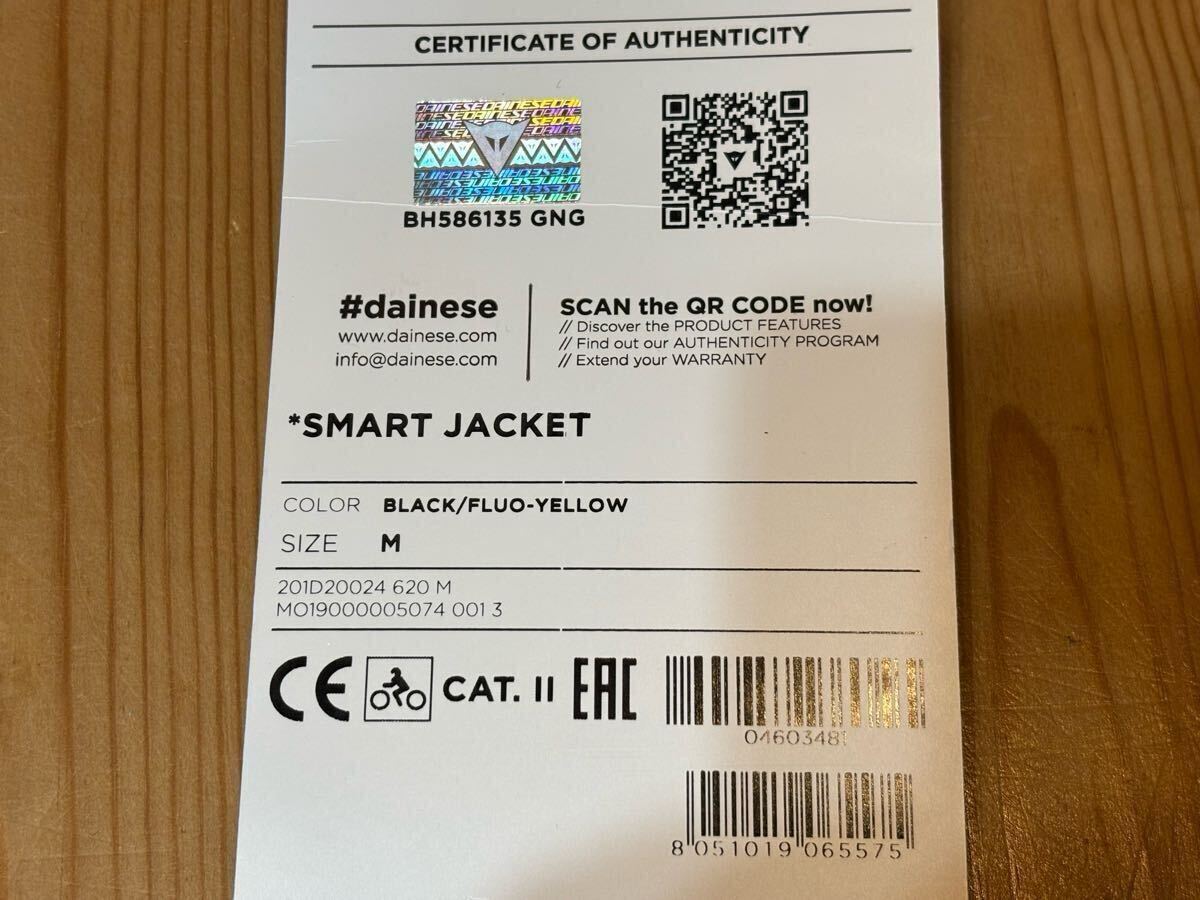 CERTIFICATE OF AUTHENTICITY
BH586135 GNG
#dainese
www.dainese.com
info@dainese.com
SCAN the QR CODE now!
// Discover the PRODUCT FEATURES
// Find out our AUTHENTICITY PROGRAM
// Extend your WARRANTY
*SMART JACKET
COLOR BLACK/FLUO-YELLOW
SIZE M
201D20024 620 M
MO19000005074 001 3
CE CAT. II EAC
04603481
8 051019 065575